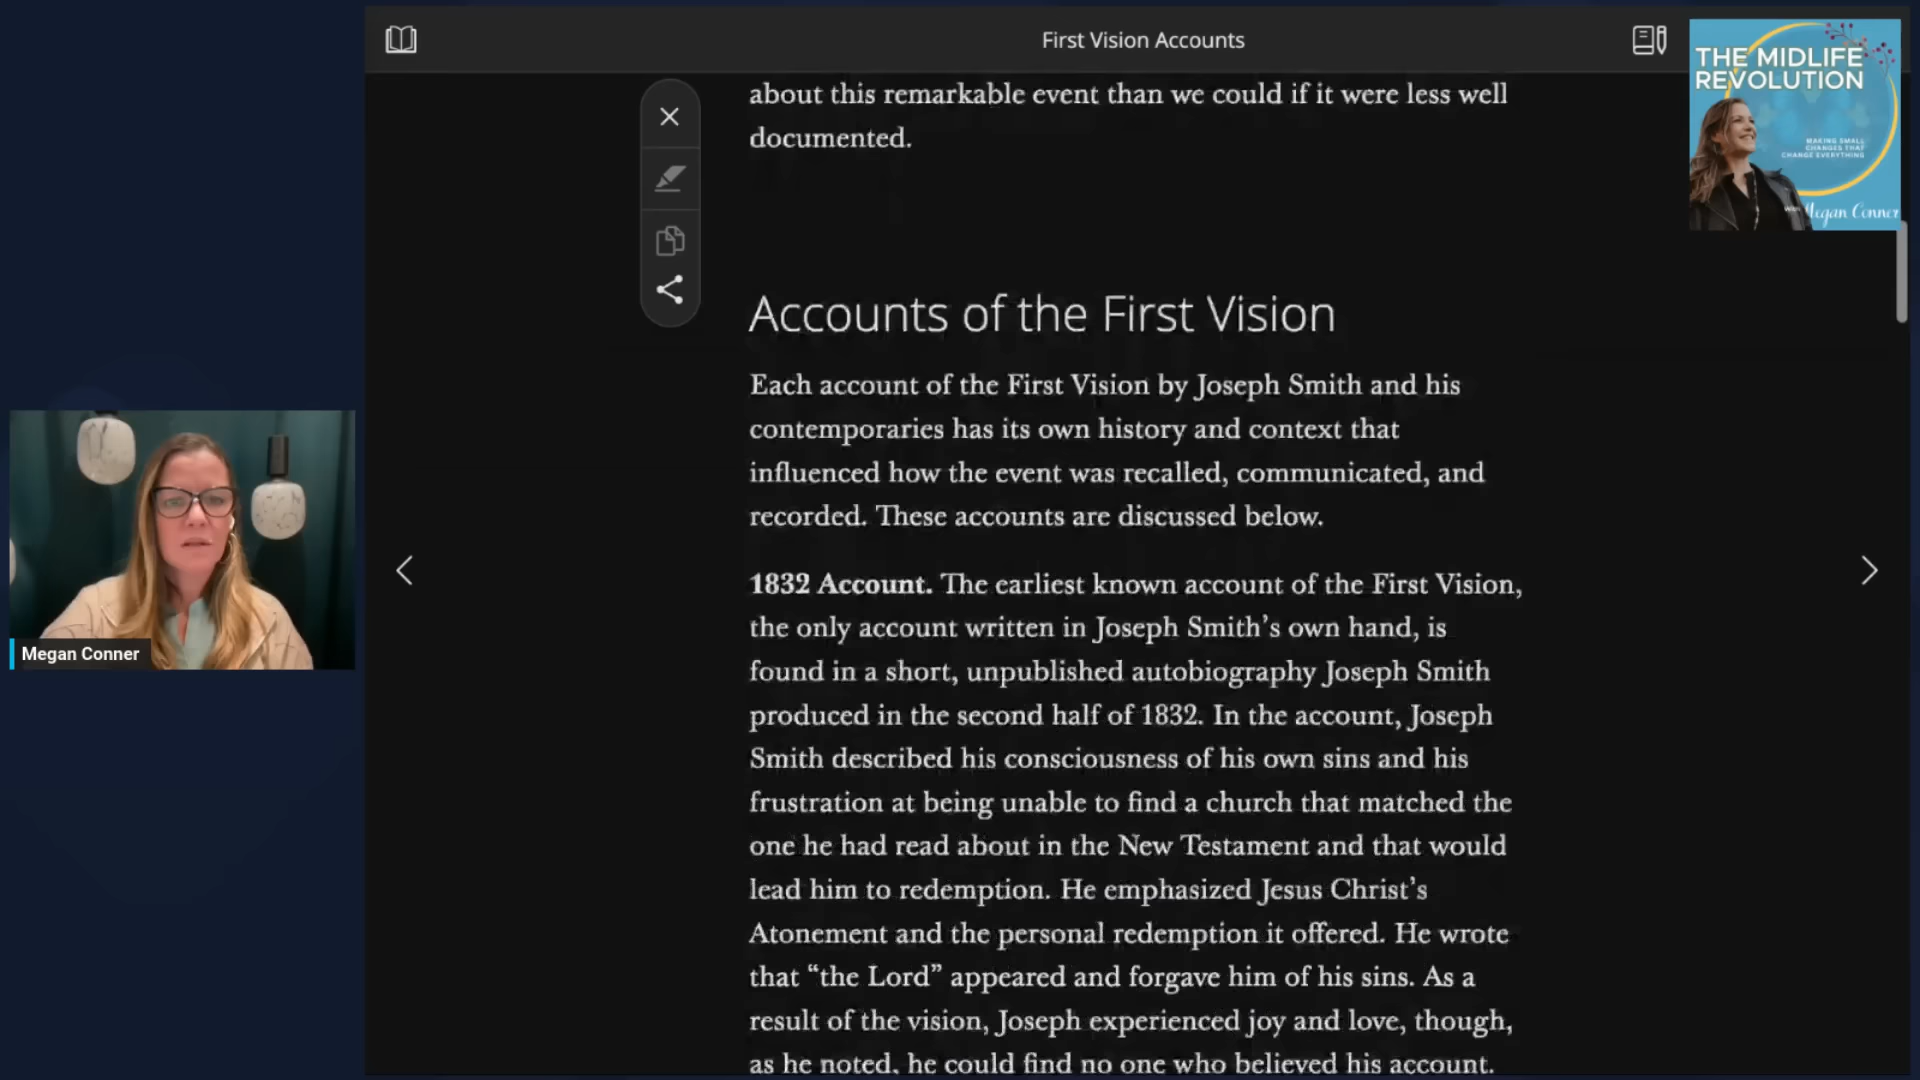 First Vision Accounts
THE MIDLIFE
REVOLUTION
MAKING SMALL
CHANGES THAT
CHANGE EVERYTHING
with Megan Conner
about this remarkable event than we could if it were less well
documented.
Accounts of the First Vision
Each account of the First Vision by Joseph Smith and his
contemporaries has its own history and context that
influenced how the event was recalled, communicated, and
recorded. These accounts are discussed below.
1832 Account. The earliest known account of the First Vision,
the only account written in Joseph Smith’s own hand, is
found in a short, unpublished autobiography Joseph Smith
produced in the second half of 1832. In the account, Joseph
Smith described his consciousness of his own sins and his
frustration at being unable to find a church that matched the
one he had read about in the New Testament and that would
lead him to redemption. He emphasized Jesus Christ’s
Atonement and the personal redemption it offered. He wrote
that “the Lord” appeared and forgave him of his sins. As a
result of the vision, Joseph experienced joy and love, though,
as he noted, he could find no one who believed his account.
Megan Conner